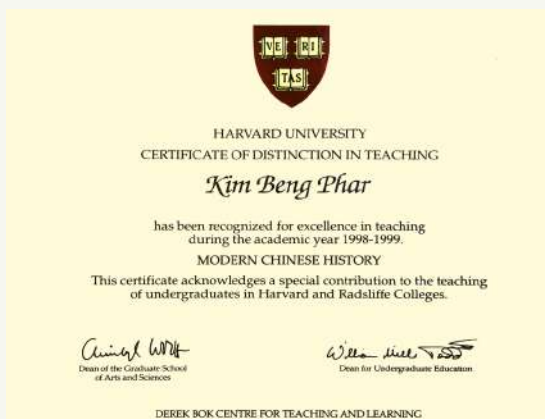 VE RI
TAS
HARVARD UNIVERSITY
CERTIFICATE OF DISTINCTION IN TEACHING
Kim Beng Phar
has been recognized for excellence in teaching
during the academic year 1998-1999.
MODERN CHINESE HISTORY
This certificate acknowledges a special contribution to the teaching
of undergraduates in Harvard and Radsliffe Colleges.
Dean of the Graduate School
of Arts and Sciences
Dean for Undergraduate Education
DEREK BOK CENTRE FOR TEACHING AND LEARNING